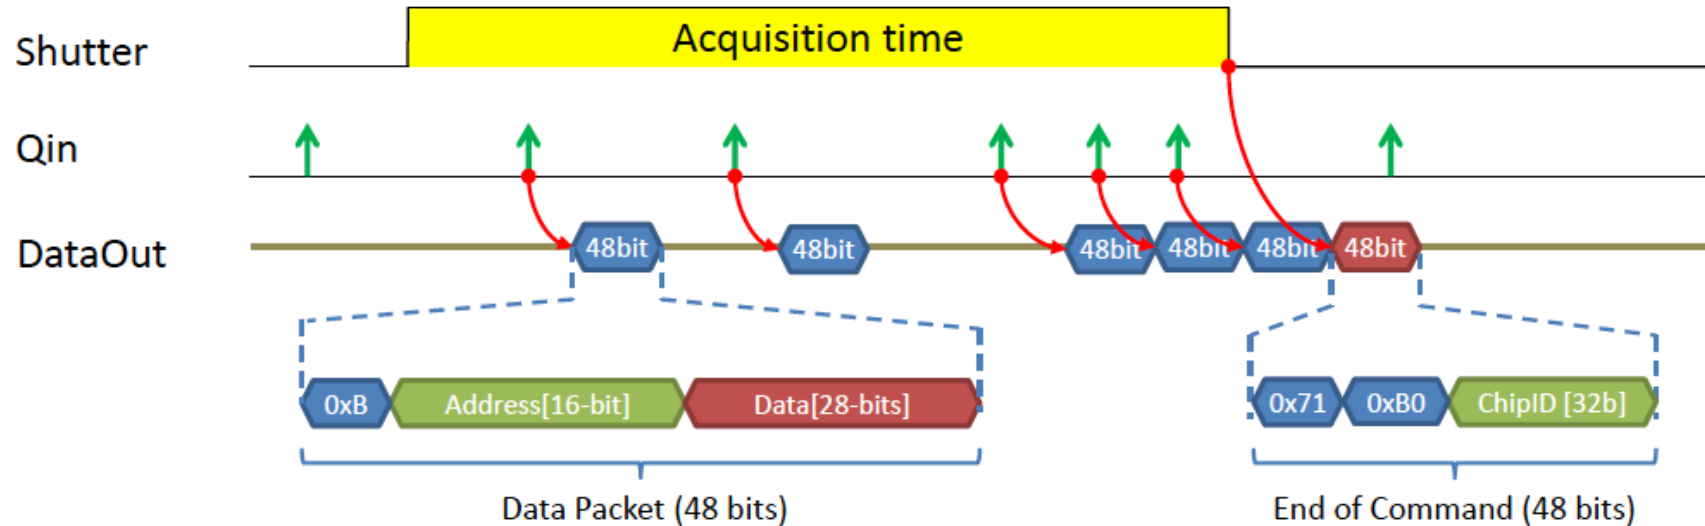 Shutter
Acquisition time
Qin
DataOut
48bit
48bit
48bit
48bit
48bit
48bit
0xB
Address[16-bit]
Data[28-bits]
0x71
0xB0
ChipID [32b]
Data Packet (48 bits)
End of Command (48 bits)